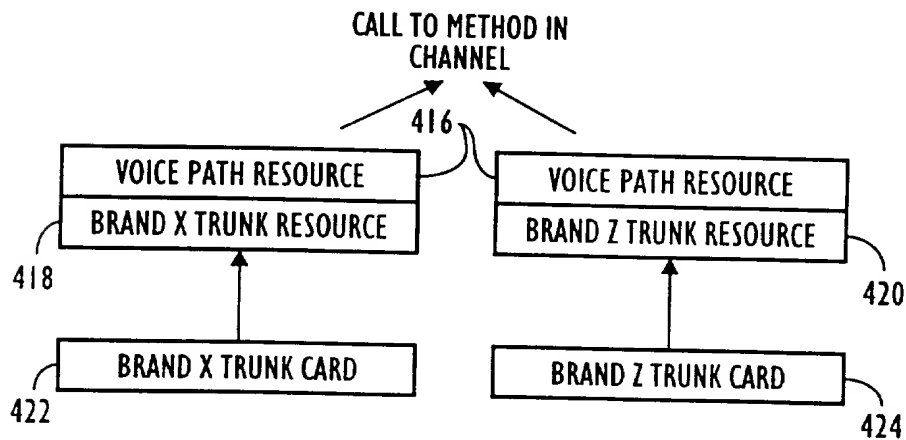 CALL TO METHOD IN
CHANNEL
416
VOICE PATH RESOURCE
VOICE PATH RESOURCE
BRAND X TRUNK RESOURCE
BRAND Z TRUNK RESOURCE
418
420
BRAND X TRUNK CARD
BRAND Z TRUNK CARD
422
424